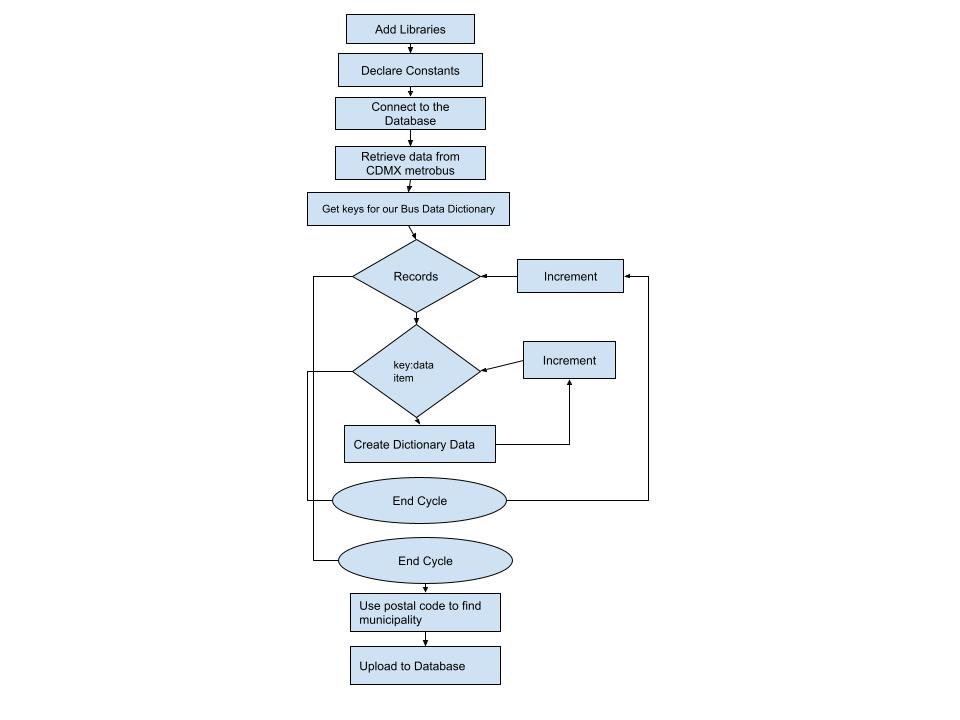 Add Libraries
Declare Constants
Connect to the
Database
Retrieve data from
CDMX metrobus
Get keys for our Bus Data Dictionary
Records
Increment
key:data
item
Increment
Create Dictionary Data
End Cycle
End Cycle
Use postal code to find
municipality
Upload to Database